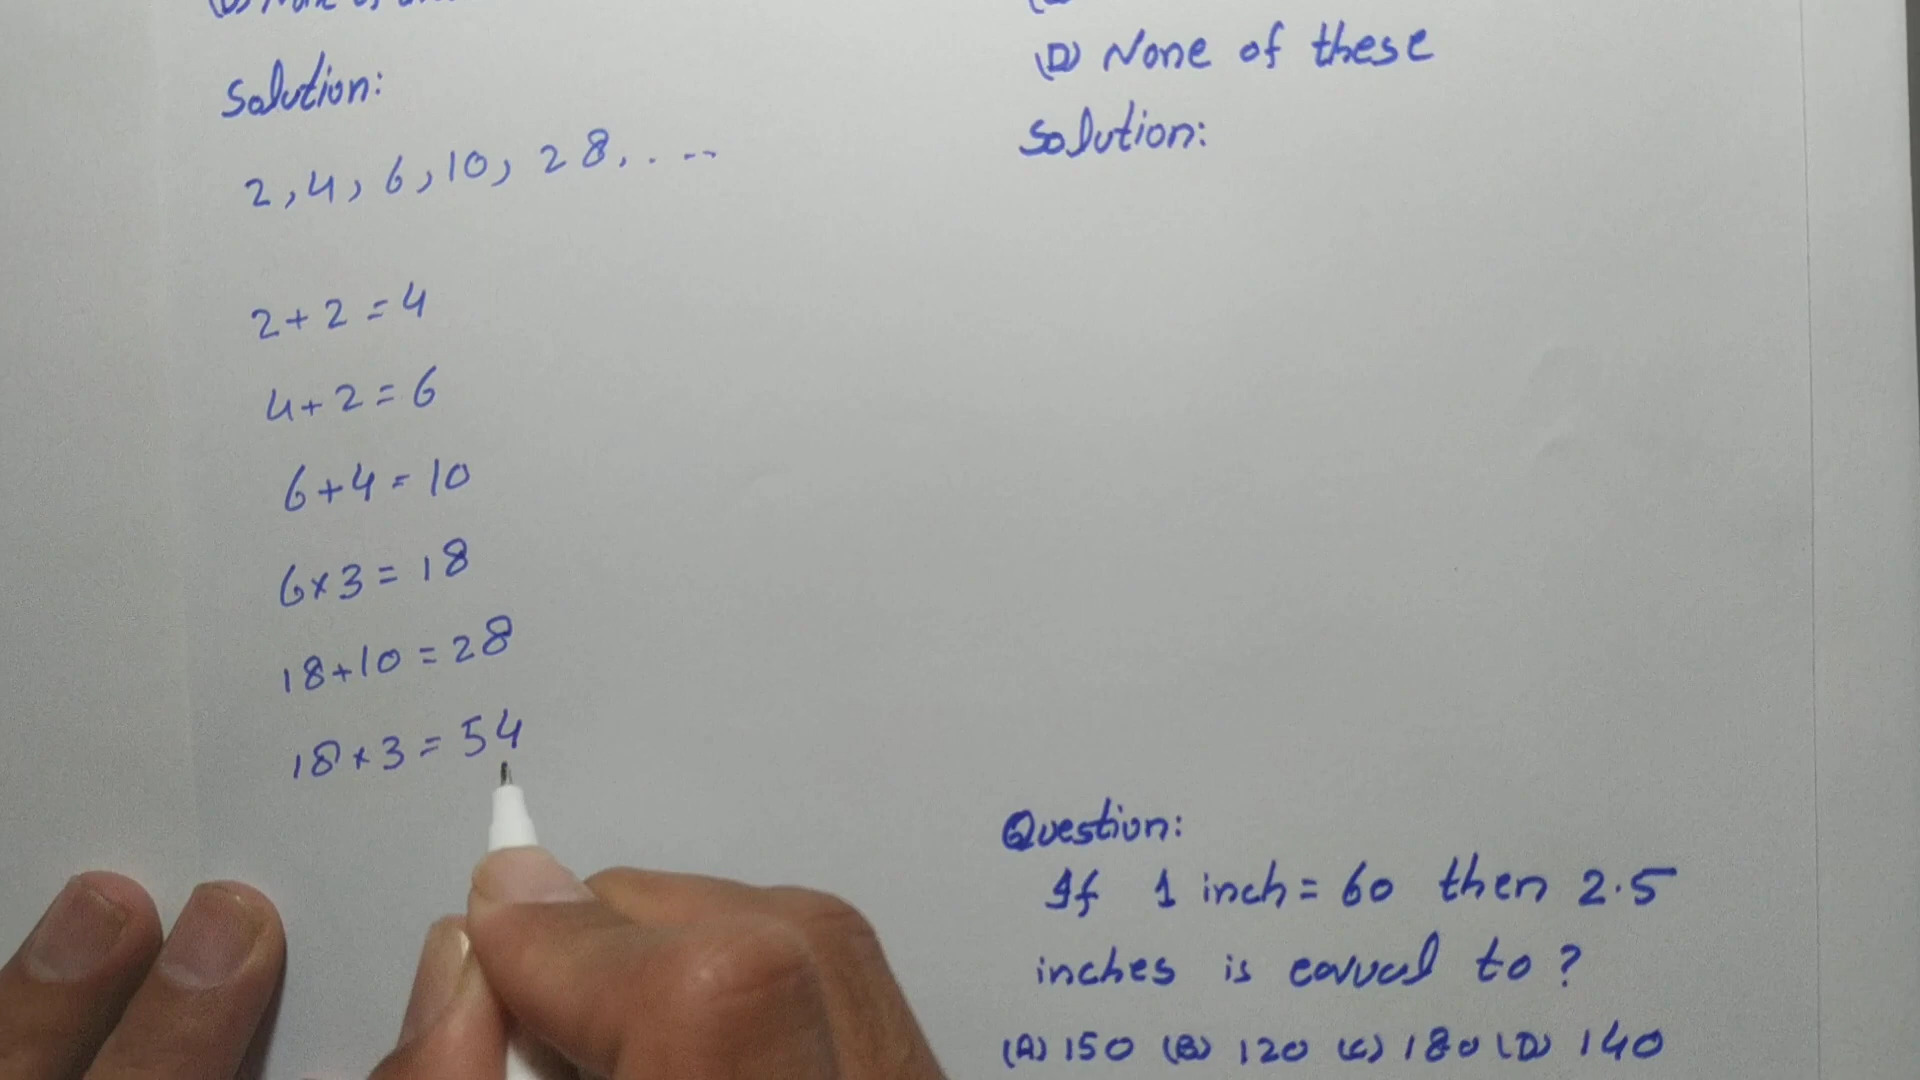 Solution:
2, 4, 6, 10, 28, . --
2 + 2 = 4
4 + 2 = 6
6 + 4 = 10
6 x 3 = 18
18 + 10 = 28
18 x 3 = 54
(D) None of these
Solution:
Question:
If 1 inch = 60 then 2.5
inches is equal to ?
(A) 150 (B) 120 (C) 180 (D) 140